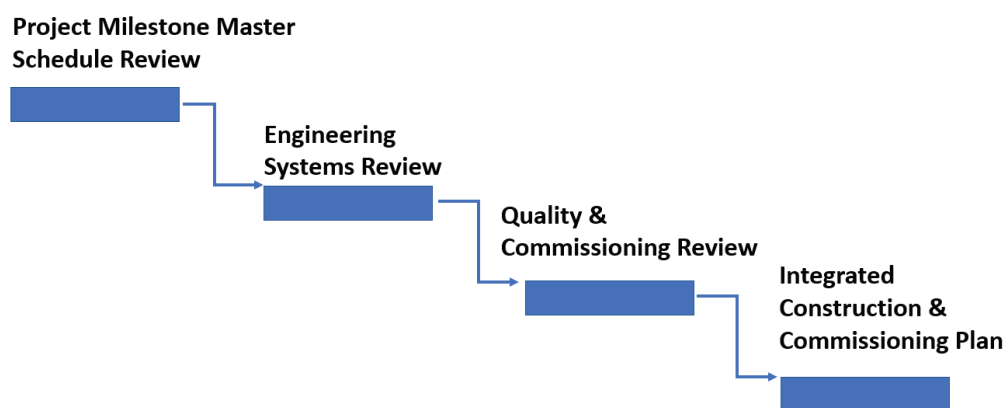 Project Milestone Master
Schedule Review
Engineering
Systems Review
Quality &
Commissioning Review
Integrated
Construction &
Commissioning Plan